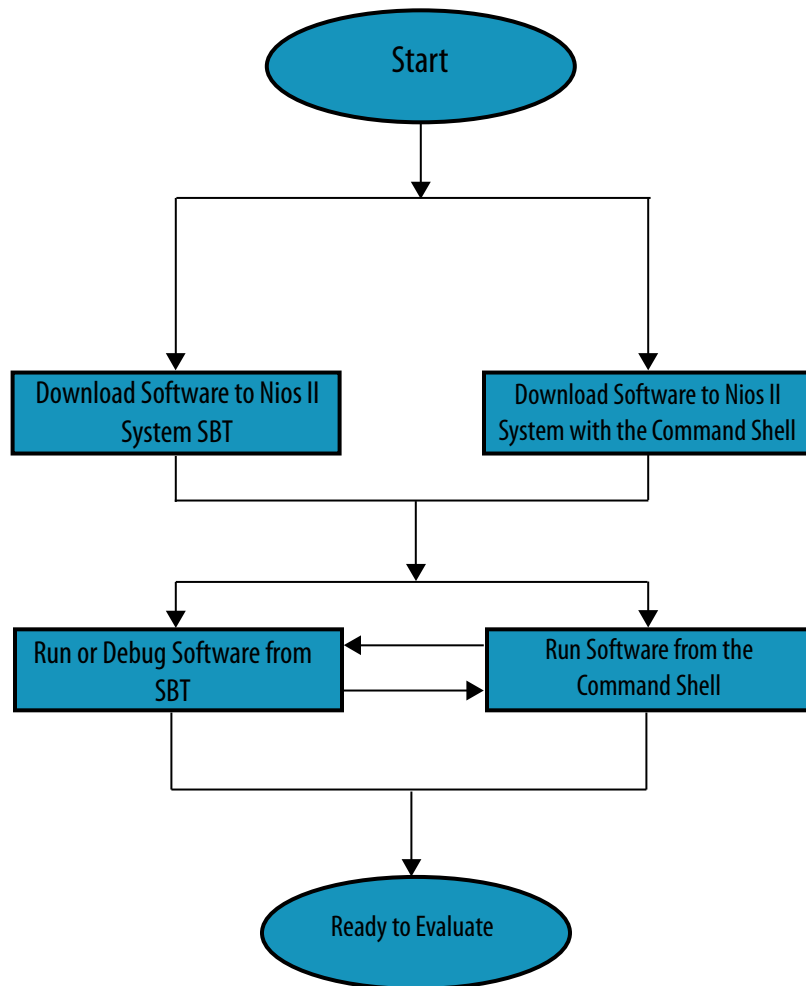 Start
Download Software to Nios II
System SBT
Download Software to Nios II
System with the Command Shell
Run or Debug Software from
SBT
Run Software from the
Command Shell
Ready to Evaluate